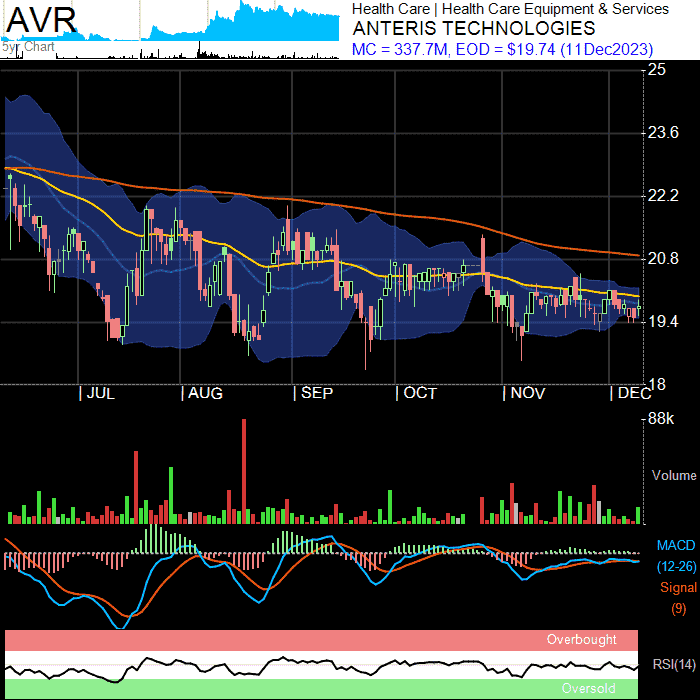 AVR
Health Care | Health Care Equipment & Services
ANTERIS TECHNOLOGIES
MC = 337.7M, EOD = $19.74 (11Dec2023)
5yr Chart
25
23.6
22.2
20.8
19.4
18
JUL AUG SEP OCT NOV DEC
88k
Volume
MACD
(12-26)
Signal
(9)
Overbought
RSI(14)
Oversold